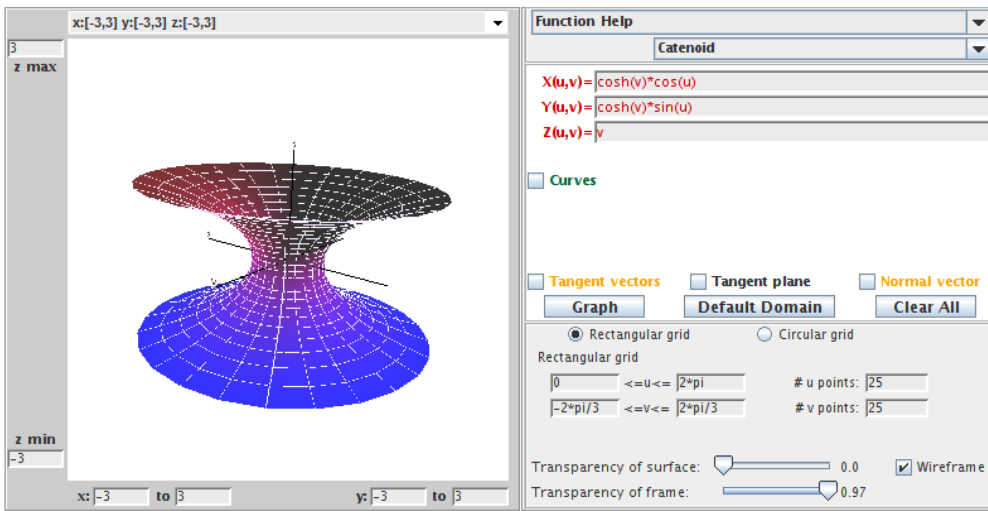 x:[-3,3] y:[-3,3] z:[-3,3]
3
z max
z min
-3
x: -3 to 3 y: -3 to 3
Function Help
Catenoid
X(u,v)= cosh(v)*cos(u)
Y(u,v)= cosh(v)*sin(u)
Z(u,v)= v
Curves
Tangent vectors Tangent plane Normal vector
Graph Default Domain Clear All
Rectangular grid Circular grid
Rectangular grid
0 <=u<= 2*pi # u points: 25
-2*pi/3 <=v<= 2*pi/3 # v points: 25
Transparency of surface: 0.0 Wireframe
Transparency of frame: 0.97